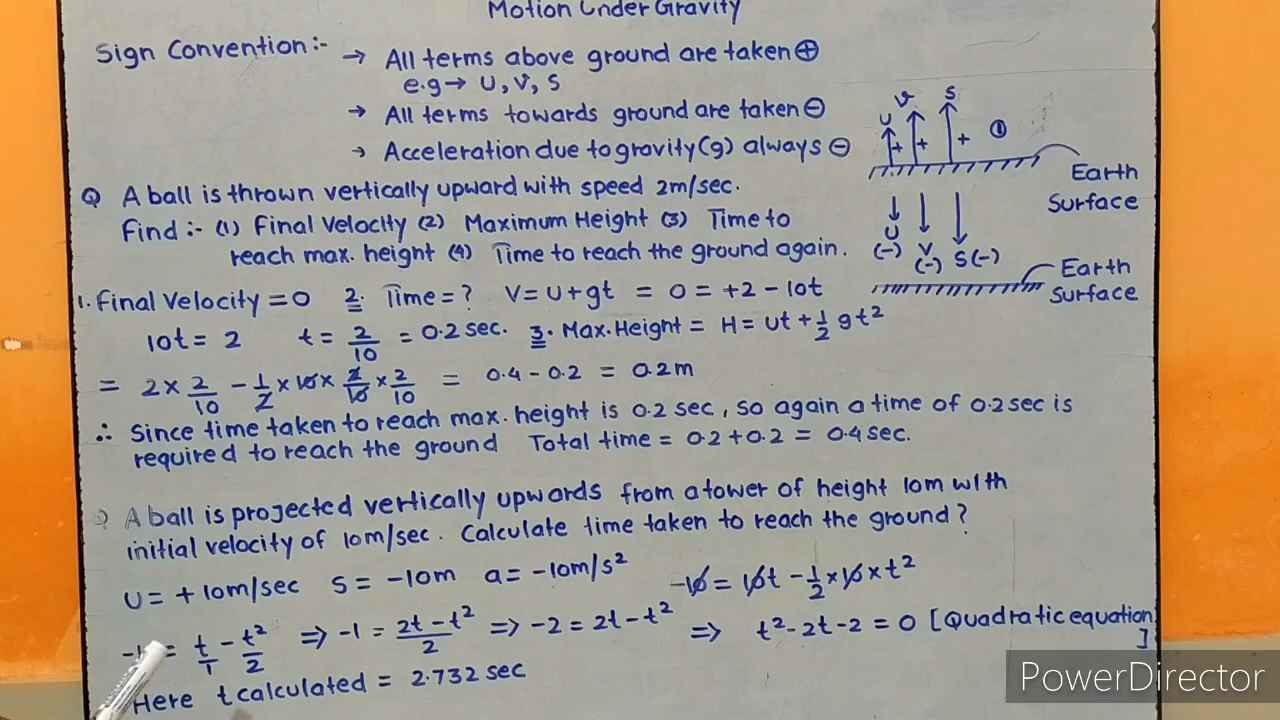 Motion Under Gravity
Sign Convention :- → All terms above ground are taken ⊕
e.g → U, V, S
→ All terms towards ground are taken ⊖
→ Acceleration due to gravity (g) always ⊖
U V S
+ + + ①
Earth
Surface
U V S(-)
(-) (-)
Earth
Surface
Q A ball is thrown vertically upward with speed 2m/sec.
Find :- (1) Final Velocity (2) Maximum Height (3) Time to
reach max. height (4) Time to reach the ground again.
1. Final Velocity = 0 2. Time = ? V = U + gt = 0 = +2 - 10t
10t = 2 t = 2/10 = 0.2 sec. 3. Max. Height = H = Ut + 1/2 gt²
= 2 × 2/10 - 1/2 × 10 × 2/10 × 2/10 = 0.4 - 0.2 = 0.2m
∴ Since time taken to reach max. height is 0.2 sec, so again a time of 0.2 sec is
required to reach the ground Total time = 0.2 + 0.2 = 0.4 sec.
Q A ball is projected vertically upwards from a tower of height 10m with
initial velocity of 10m/sec. Calculate time taken to reach the ground ?
U = +10m/sec S = -10m a = -10m/s² -10 = 10t - 1/2 × 10 × t²
-1 = t/1 - t²/2 ⇒ -1 = 2t - t²/2 ⇒ -2 = 2t - t² ⇒ t² - 2t - 2 = 0 [Quadratic equation
]
Here t calculated = 2.732 sec
PowerDirector